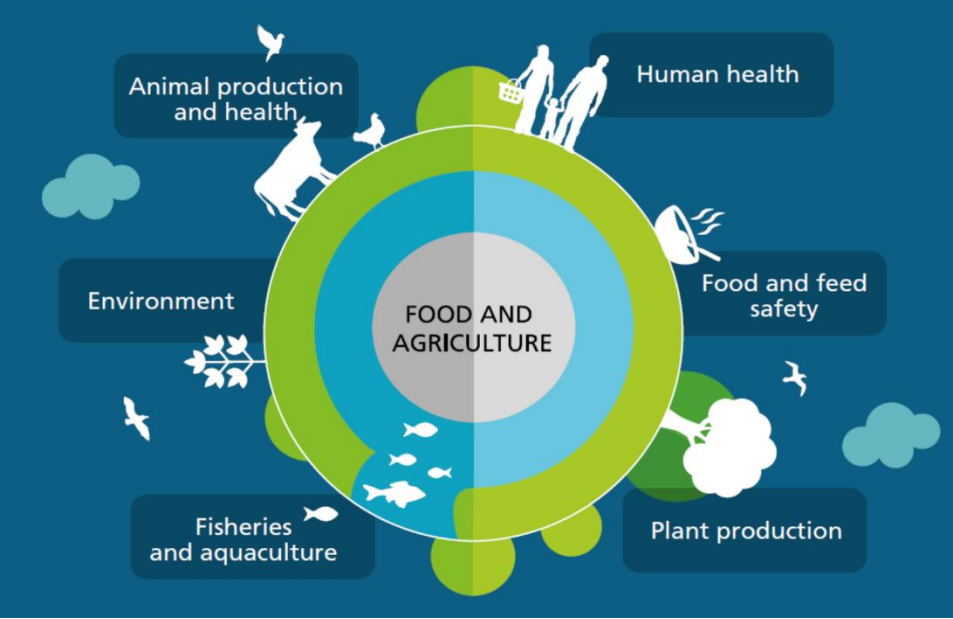 Animal production
and health
Human health
Environment
FOOD AND
AGRICULTURE
Food and feed
safety
Fisheries
and aquaculture
Plant production